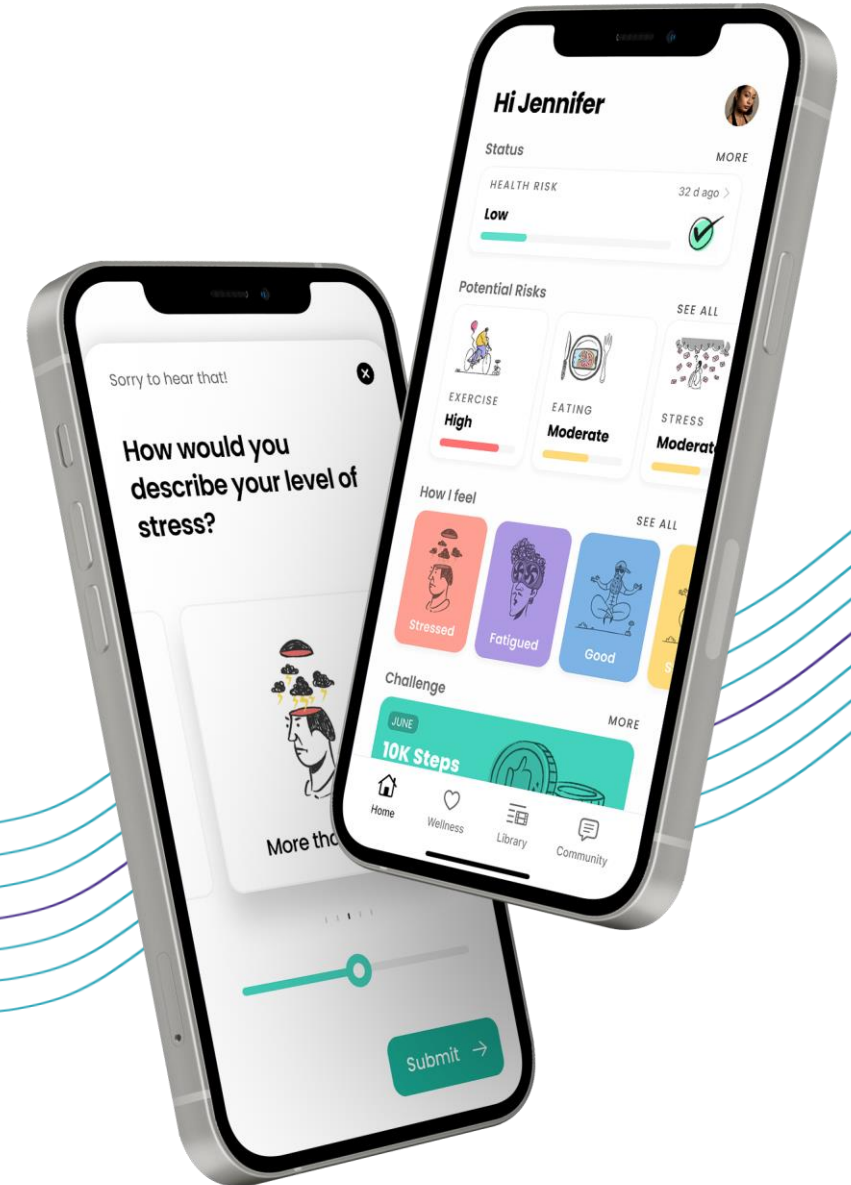 Hi Jennifer
Status
MORE
HEALTH RISK
32 d ago >
Low
Potential Risks
SEE ALL
EXERCISE
High
EATING
Moderate
STRESS
Moderat
How I feel
SEE ALL
Stressed
Fatigued
Good
S
Challenge
MORE
JUNE
10K Steps
Home
Wellness
Library
Community
Sorry to hear that!
How would you
describe your level of
stress?
More tha
Submit →